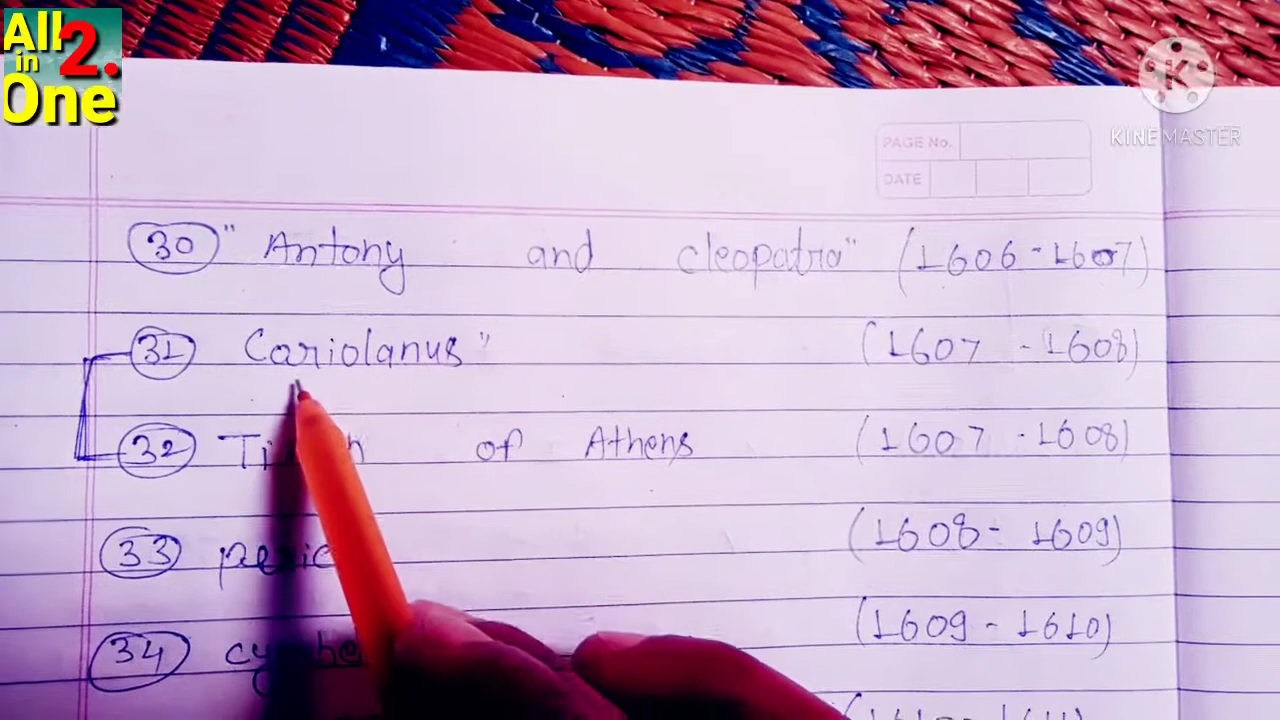 All
in 2.
One
KINEMASTER
PAGE No.
DATE
30 "Antony and cleopatra" (1606-1607)
31 Cariolanus" (1607 - 1608)
32 of Athens (1607 - 1608)
33 (1608 - 1609)
34 (1609 - 1610)